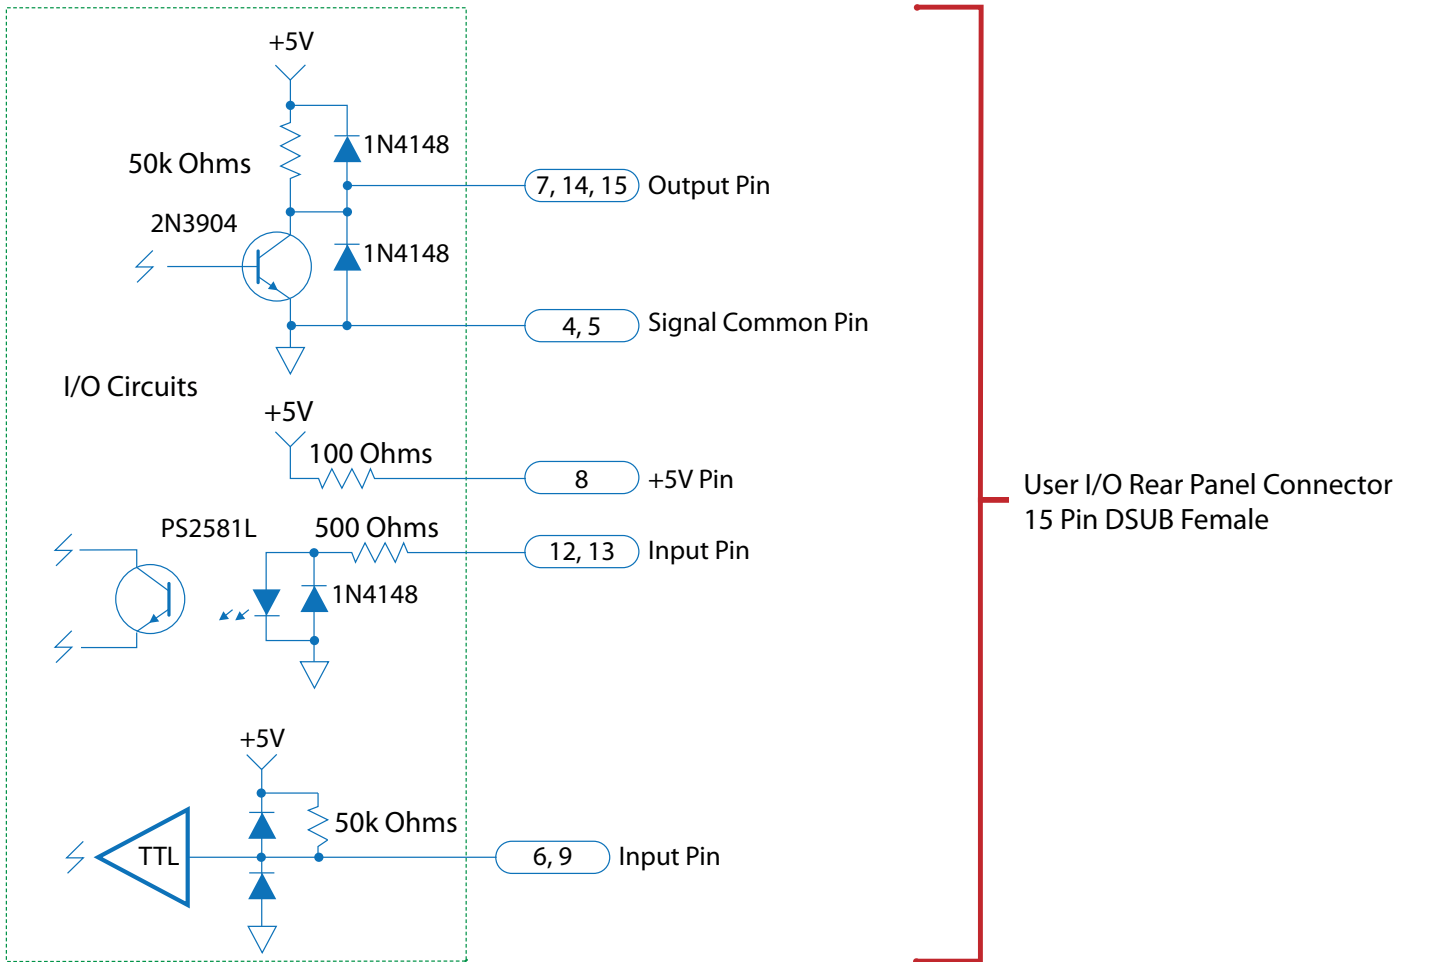 +5V
1N4148
50k Ohms
7, 14, 15 Output Pin
2N3904
1N4148
4, 5 Signal Common Pin
I/O Circuits
+5V
100 Ohms
8 +5V Pin
PS2581L 500 Ohms
12, 13 Input Pin
1N4148
+5V
50k Ohms
TTL
6, 9 Input Pin
User I/O Rear Panel Connector
15 Pin DSUB Female